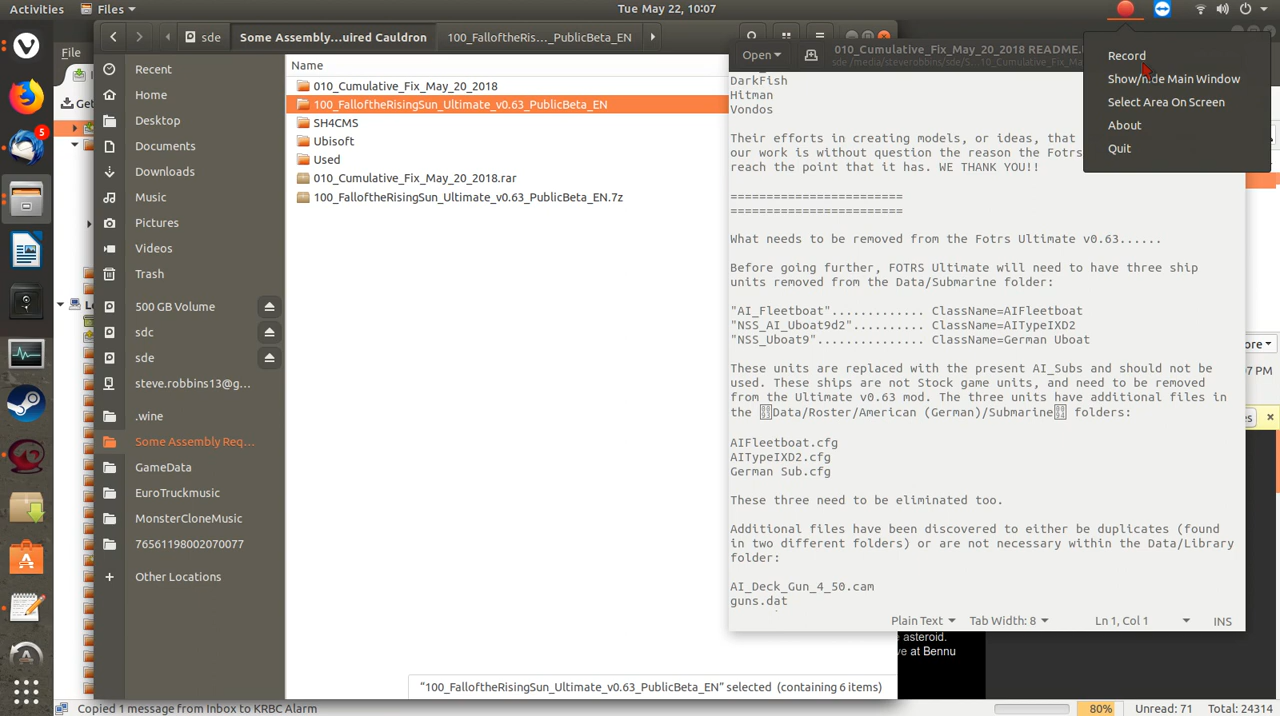 Activities
Files
Tue May 22, 10:07
sde
Some Assembly...uired Cauldron
100_FalloftheRis... _PublicBeta_EN
File
Get
5
Recent
Home
Desktop
Documents
Downloads
Music
Pictures
Videos
Trash
500 GB Volume
sdc
sde
steve.robbins13@g...
.wine
Some Assembly Req...
GameData
EuroTruckmusic
MonsterCloneMusic
76561198002070077
Other Locations
Name
010_Cumulative_Fix_May_20_2018
100_FalloftheRisingSun_Ultimate_v0.63_PublicBeta_EN
SH4CMS
Ubisoft
Used
010_Cumulative_Fix_May_20_2018.rar
100_FalloftheRisingSun_Ultimate_v0.63_PublicBeta_EN.7z
"100_FalloftheRisingSun_Ultimate_v0.63_PublicBeta_EN" selected (containing 6 items)
Open
010_Cumulative_Fix_May_20_2018 README.
DarkFish
Hitman
Vondos
Their efforts in creating models, or ideas, that
our work is without question the reason the Fotrs
reach the point that it has. WE THANK YOU!!
========================
========================
What needs to be removed from the Fotrs Ultimate v0.63......
Before going further, FOTRS Ultimate will need to have three ship
units removed from the Data/Submarine folder:
"AI_Fleetboat"............. ClassName=AIFleetboat
"NSS_AI_Uboat9d2".......... ClassName=AITypeIXD2
"NSS_Uboat9"............... ClassName=German Uboat
These units are replaced with the present AI_Subs and should not be
used. These ships are not Stock game units, and need to be removed
from the Ultimate v0.63 mod. The three units have additional files in
the Data/Roster/American (German)/Submarine folders:
AIFleetboat.cfg
AITypeIXD2.cfg
German Sub.cfg
These three need to be eliminated too.
Additional files have been discovered to either be duplicates (found
in two different folders) or are not necessary within the Data/Library
folder:
AI_Deck_Gun_4_50.cam
guns.dat
Plain Text
Tab Width: 8
Ln 1, Col 1
INS
Record
Show/hide Main Window
Select Area On Screen
About
Quit
ore
07 PM
es
asteroid.
ve at Bennu
Copied 1 message from Inbox to KRBC Alarm
80%
Unread: 71
Total: 24314